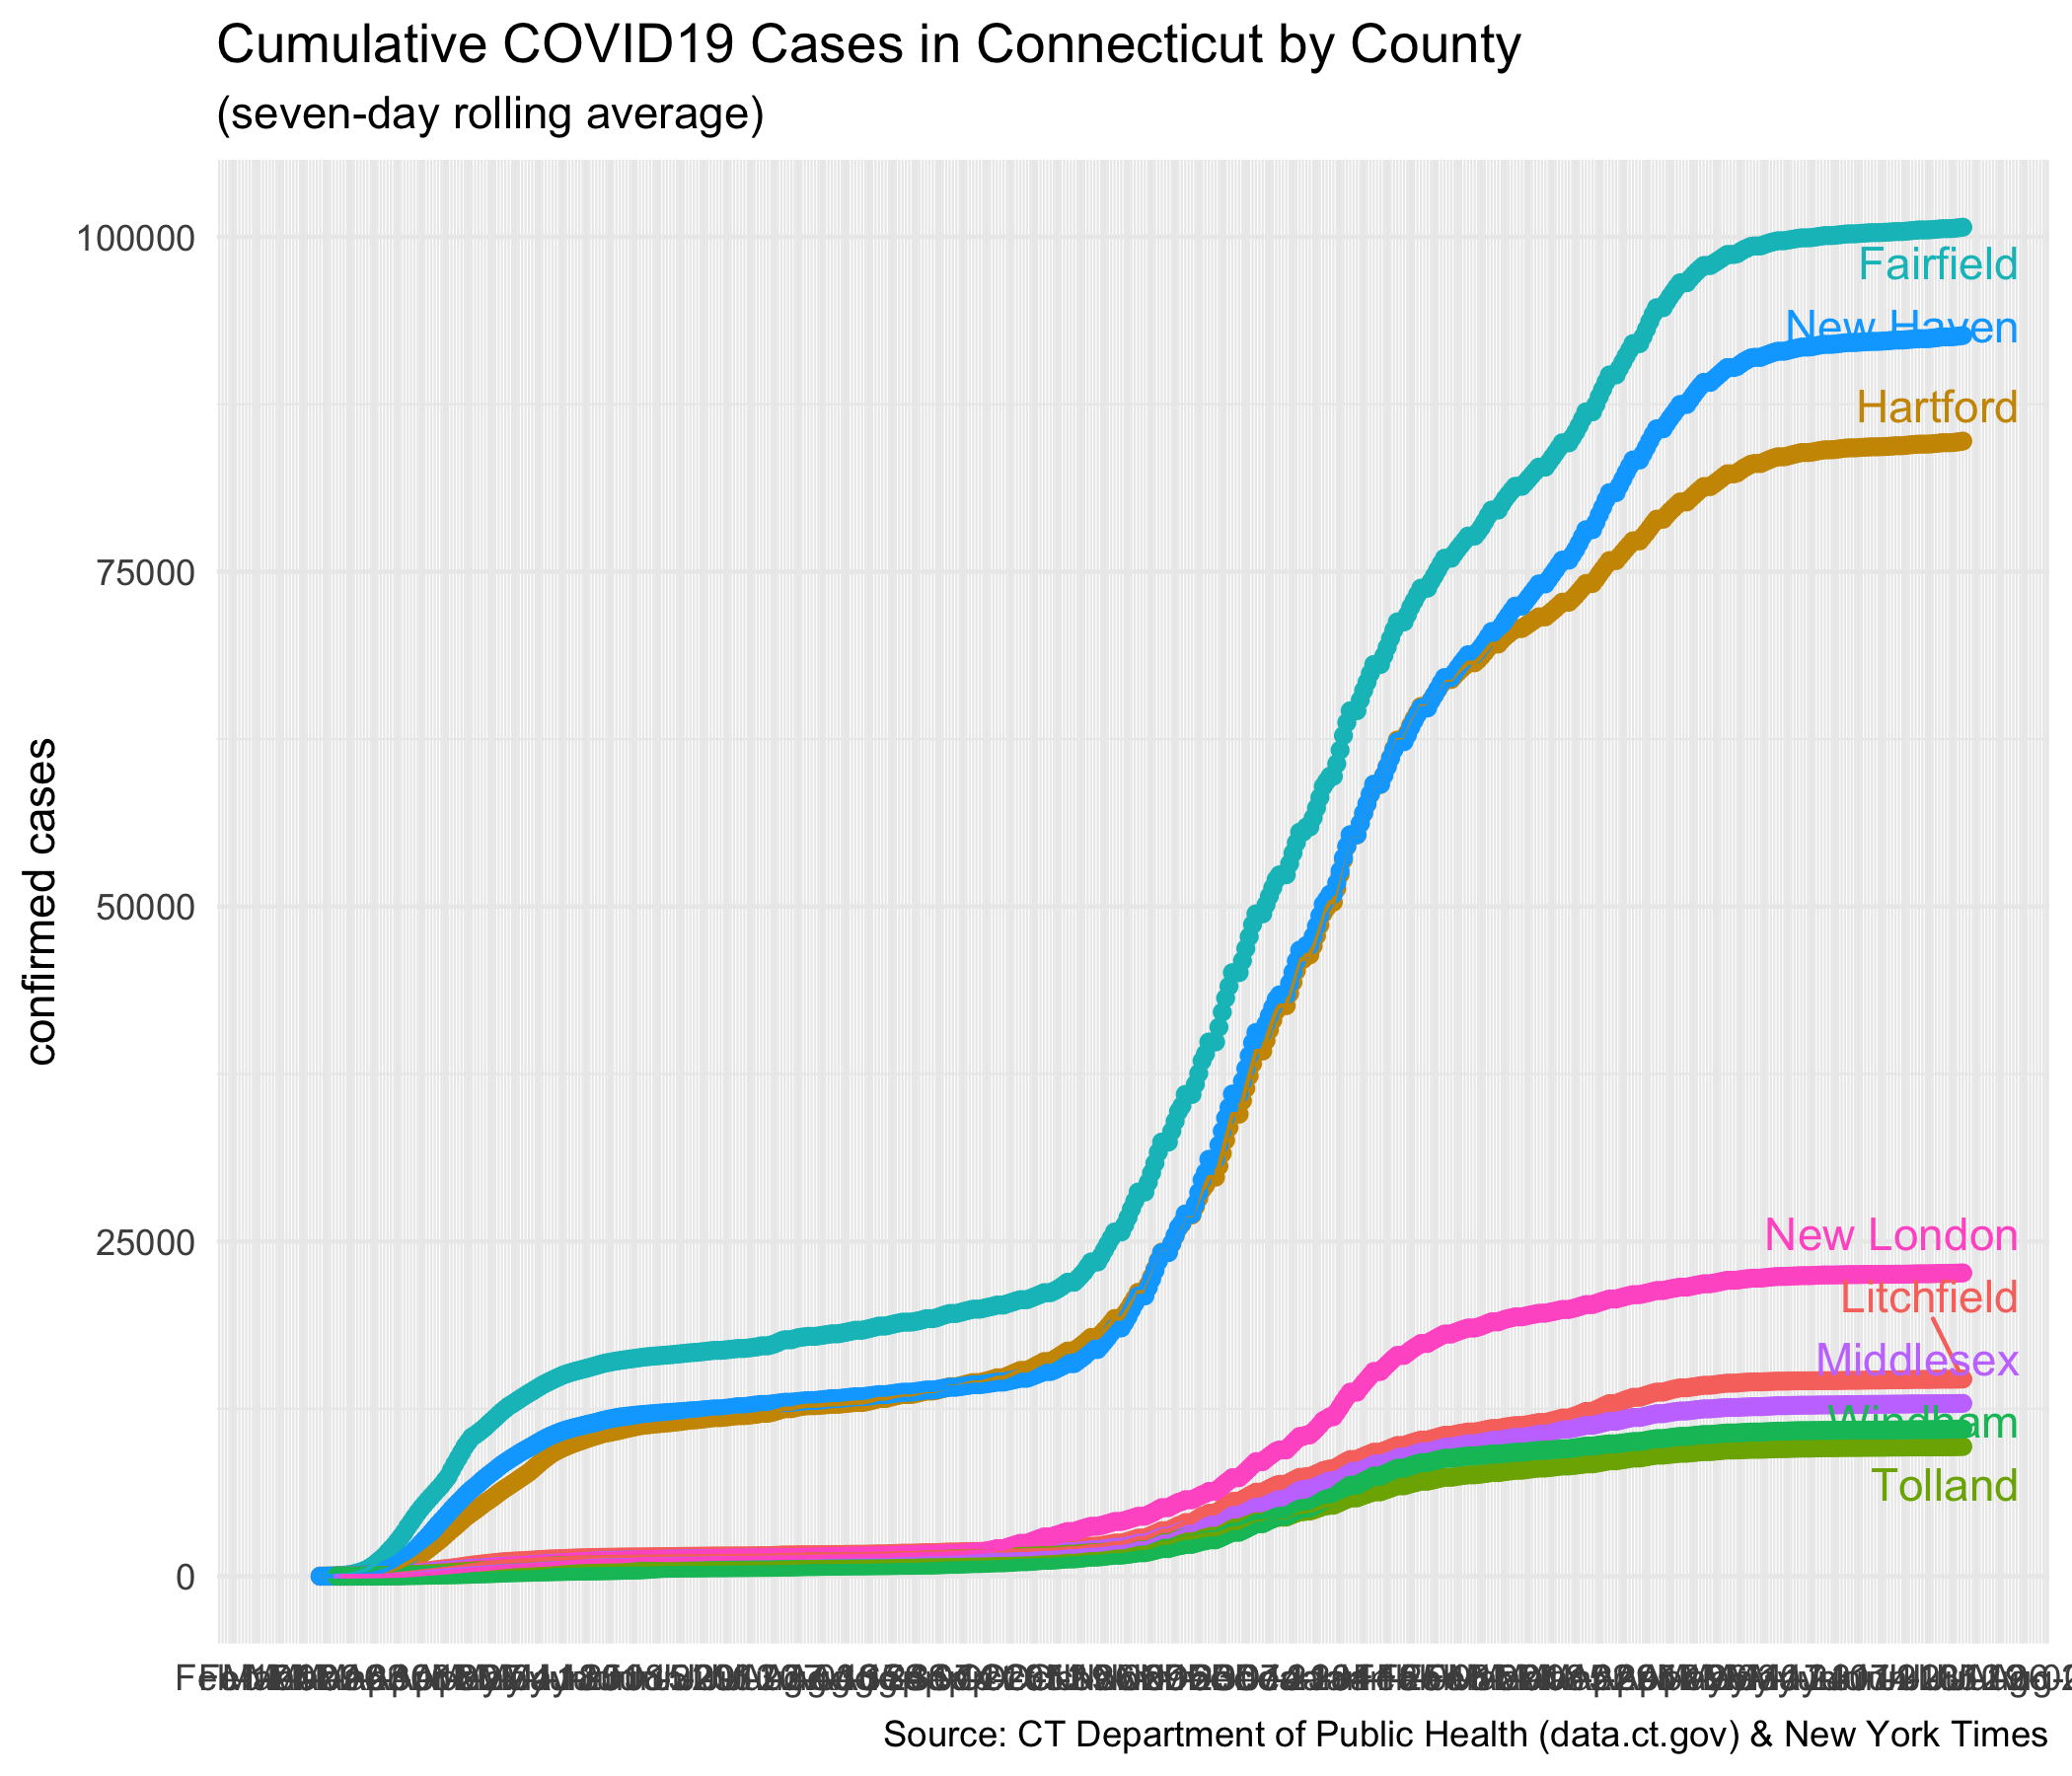 Cumulative COVID19 Cases in Connecticut by County
(seven-day rolling average)
100000
Fairfield
New Haven
Hartford
75000
confirmed cases
50000
25000
New London
Litchfield
Middlesex
Windham
Tolland
0
Source: CT Department of Public Health (data.ct.gov) & New York Times